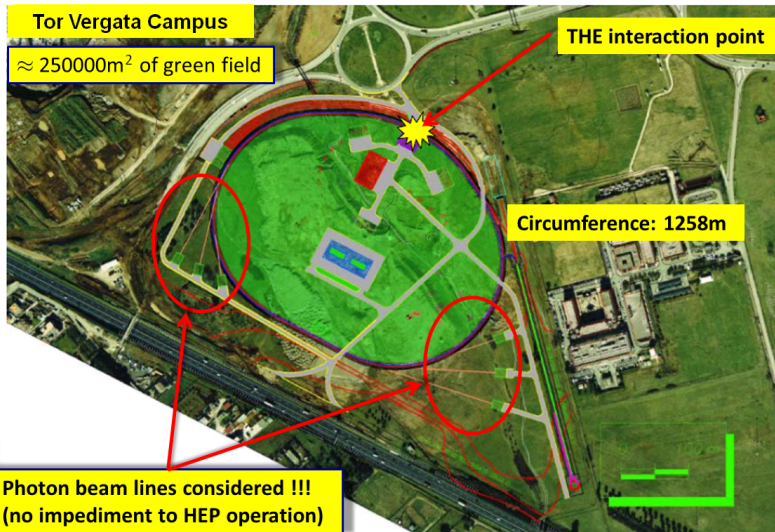 Tor Vergata Campus
≈ 250000m² of green field
THE interaction point
Circumference: 1258m
Photon beam lines considered !!!
(no impediment to HEP operation)